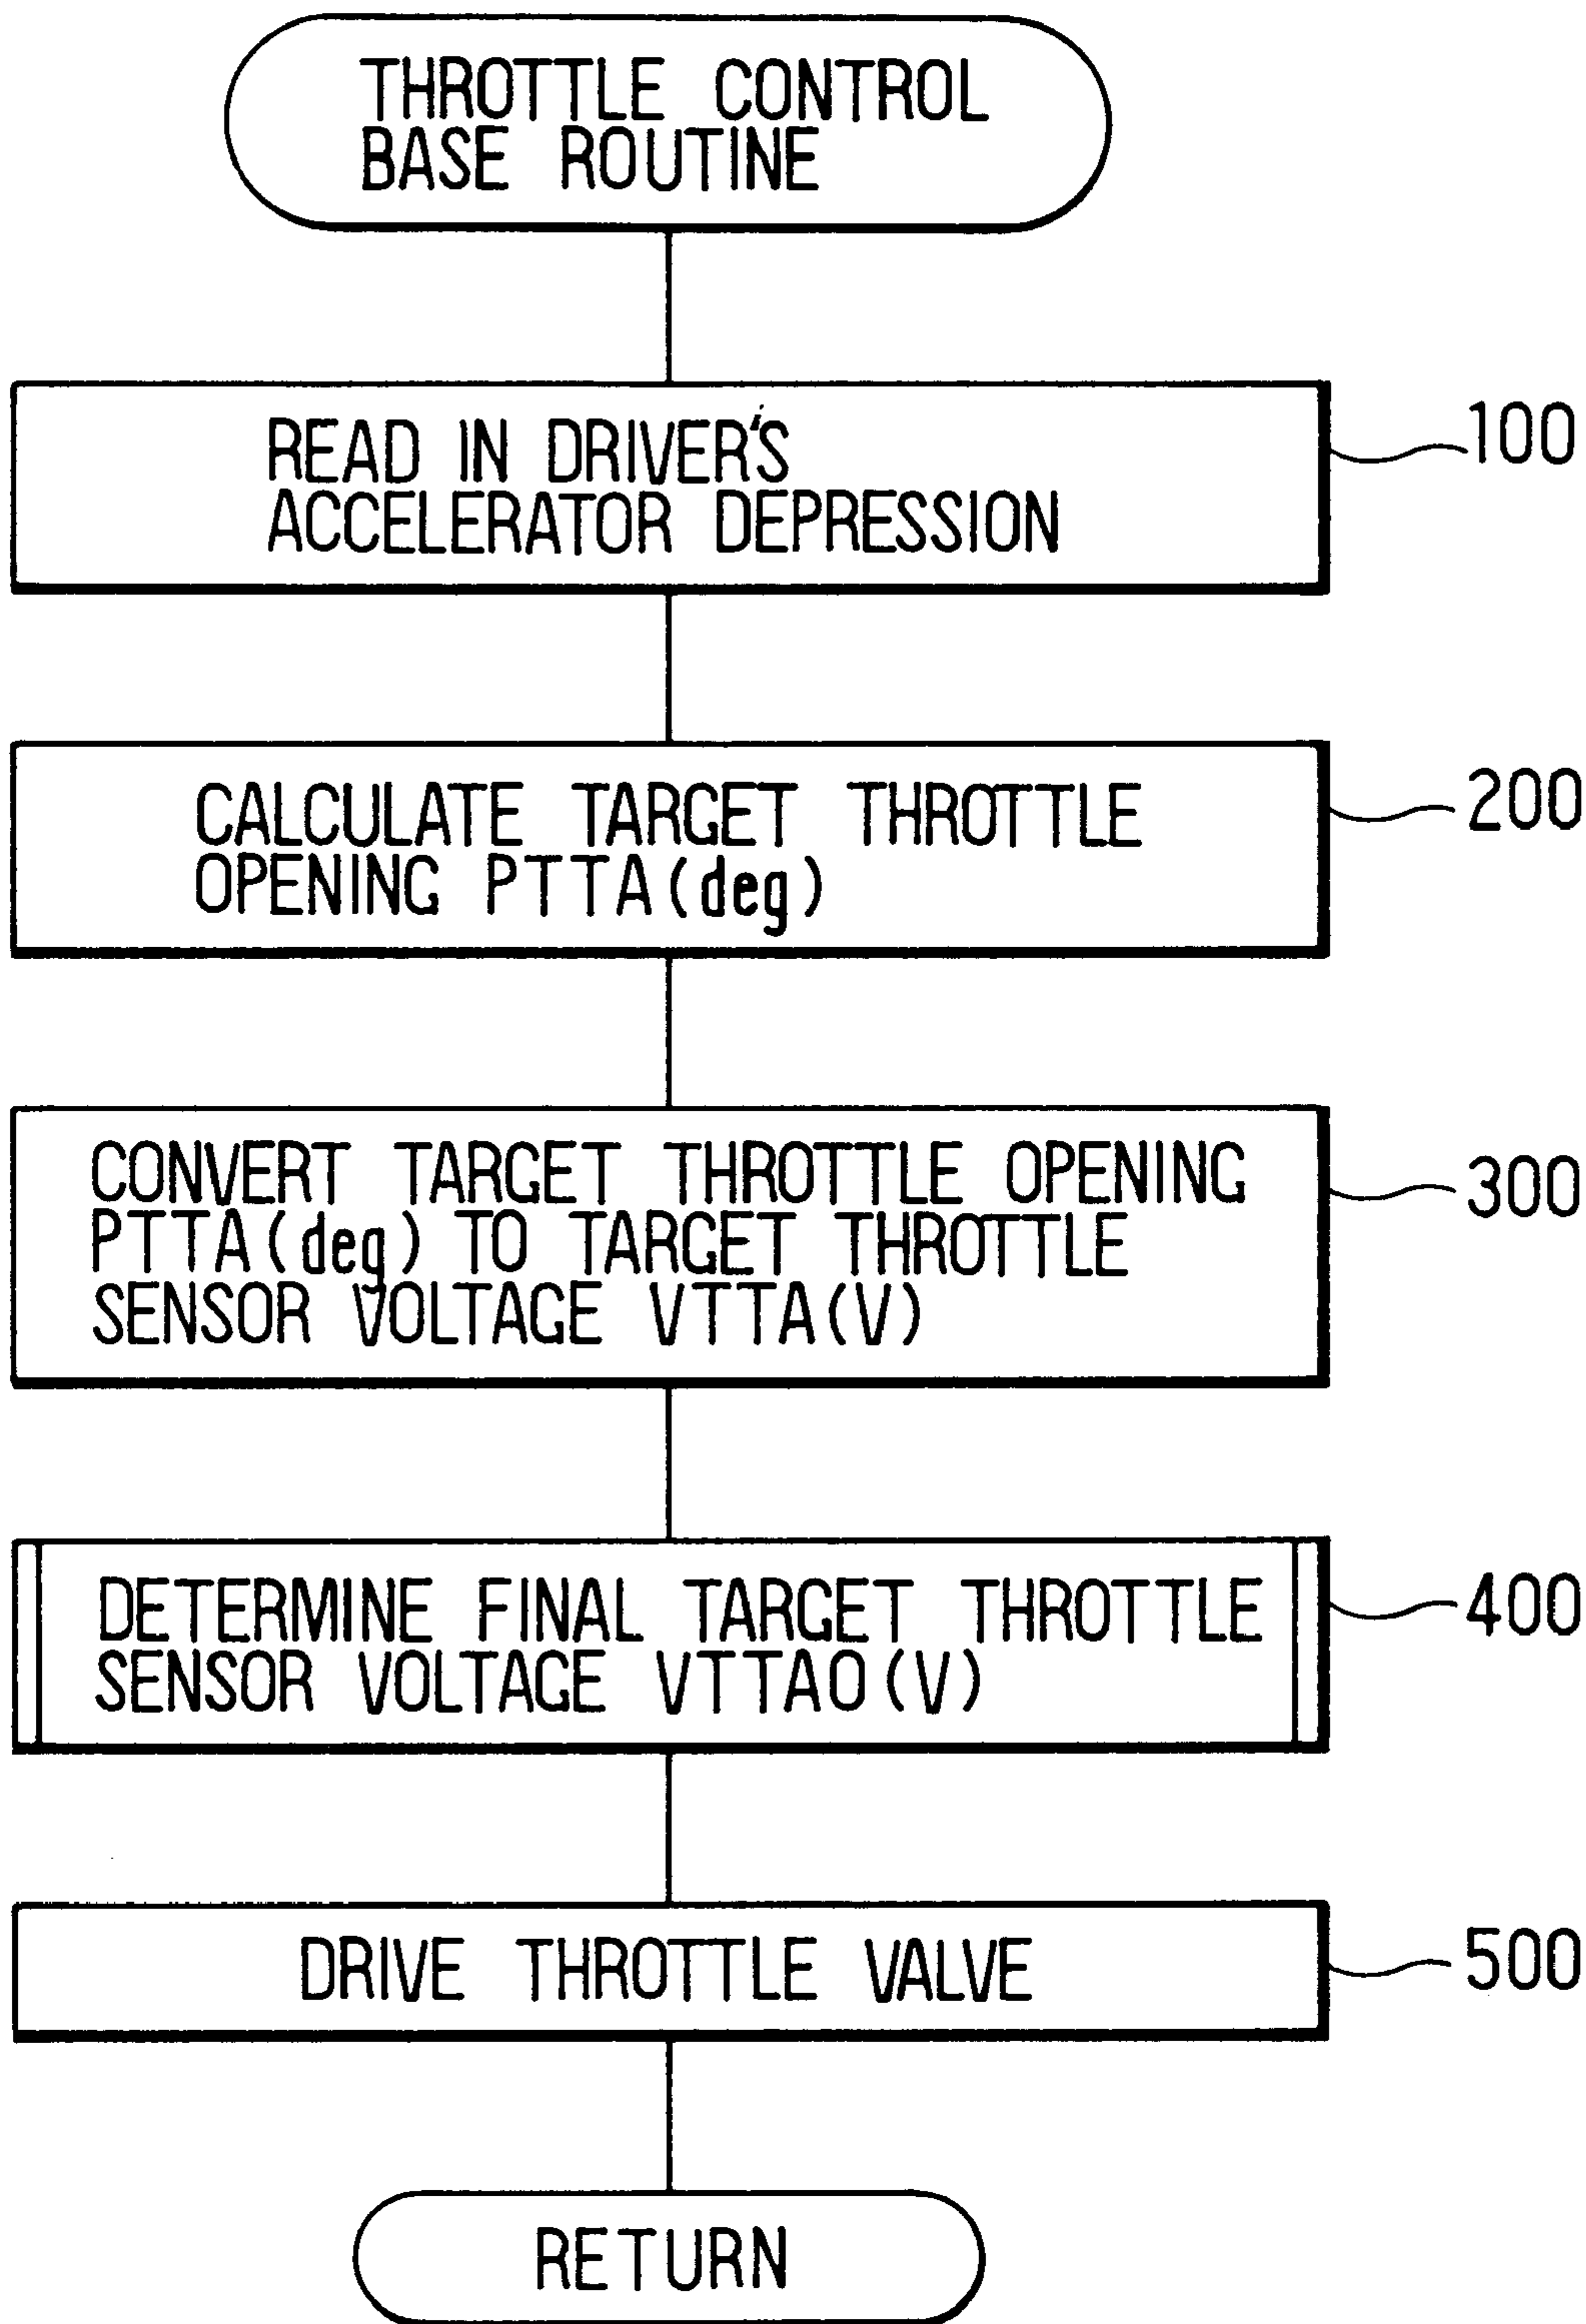 THROTTLE CONTROL
BASE ROUTINE
READ IN DRIVER'S
ACCELERATOR DEPRESSION
100
CALCULATE TARGET THROTTLE
OPENING PTTA(deg)
200
CONVERT TARGET THROTTLE OPENING
PTTA(deg) TO TARGET THROTTLE
SENSOR VOLTAGE VTTA(V)
300
DETERMINE FINAL TARGET THROTTLE
SENSOR VOLTAGE VTTAO(V)
400
DRIVE THROTTLE VALVE
500
RETURN